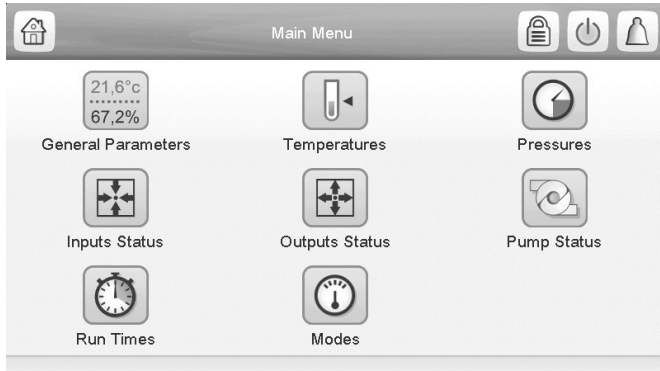 Main Menu
21,6°c
67,2%
General Parameters
Temperatures
Pressures
Inputs Status
Outputs Status
Pump Status
Run Times
Modes